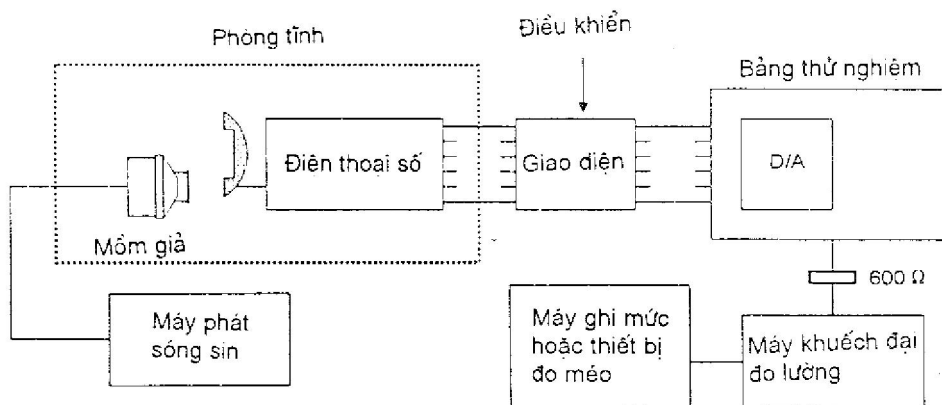 Phòng tĩnh
Điều khiển
Bảng thử nghiệm
Điên thoại số
Giao diện
D/A
Mồm giả
600 Ω
Máy phát
sóng sin
Máy ghi mức
hoặc thiết bị
đo méo
Máy khuếch đại
đo lường